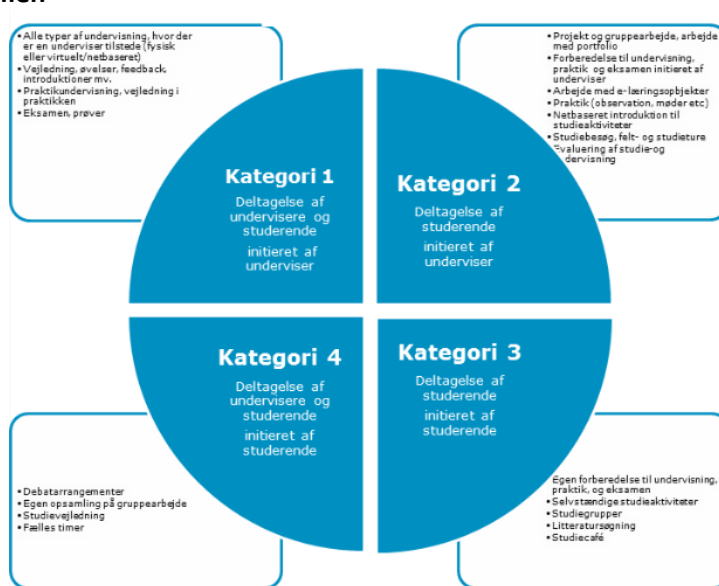 • Alle typer af undervisning, hvor der
er en underviser tilstede (fysisk
eller virtuelt/netbaseret)
• Vejledning, øvelser, feedback,
introduktioner mv.
• Praktikundervisning, vejledning i
praktikken
• Eksamen, prøver
• Projekt og gruppearbejde, arbejde
med portfolio
• Forberedelse til undervisning,
praktik og eksamen initieret af
underviser
• Arbejde med e-læringsobjekter
• Praktik (observation, møder etc)
• Netbaseret introduktion til
studieaktiviteter
• Studiebesøg, felt- og studieture
Evaluering af studie-og
dervisning
Kategori 1
Deltagelse af
undervisere og
studerende
initieret af
underviser
Kategori 2
Deltagelse af
studerende
initieret af
underviser
Kategori 4
Deltagelse af
undervisere og
studerende
initieret af
studerende
Kategori 3
Deltagelse af
studerende
initieret af
studerende
• Debatarrangementer
• Egen opsamling på gruppearbejde
• Studievejledning
• Fælles timer
Egen forberedelse til undervisning,
praktik, og eksamen
• Selvstændige studieaktiviteter
• Studiegrupper
• Litteratursøgning
• Studiecafé